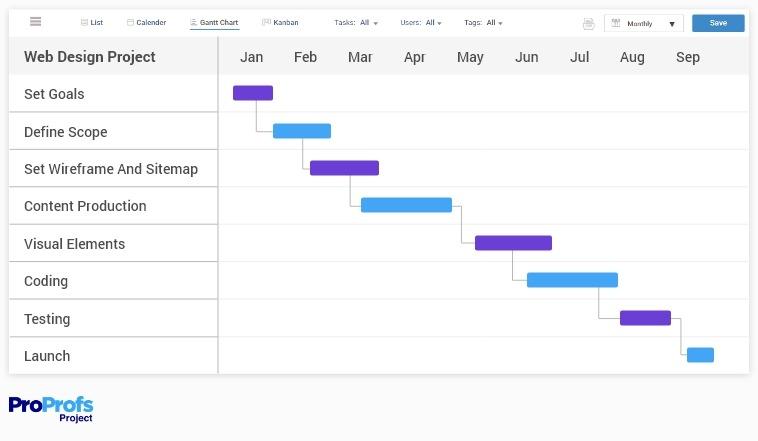 List Calender Gantt Chart Kanban Tasks: All Users: All Tags: All Monthly Save
Web Design Project Jan Feb Mar Apr May Jun Jul Aug Sep
Set Goals
Define Scope
Set Wireframe And Sitemap
Content Production
Visual Elements
Coding
Testing
Launch
ProProfs
Project